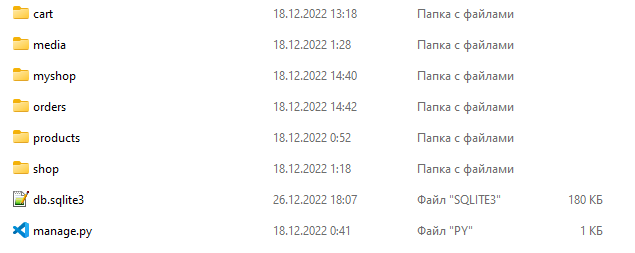 cart 18.12.2022 13:18 Папка с файлами
media 18.12.2022 1:28 Папка с файлами
myshop 18.12.2022 14:40 Папка с файлами
orders 18.12.2022 14:42 Папка с файлами
products 18.12.2022 0:52 Папка с файлами
shop 18.12.2022 1:18 Папка с файлами
db.sqlite3 26.12.2022 18:07 Файл "SQLITE3" 180 КБ
manage.py 18.12.2022 0:41 Файл "PY" 1 КБ